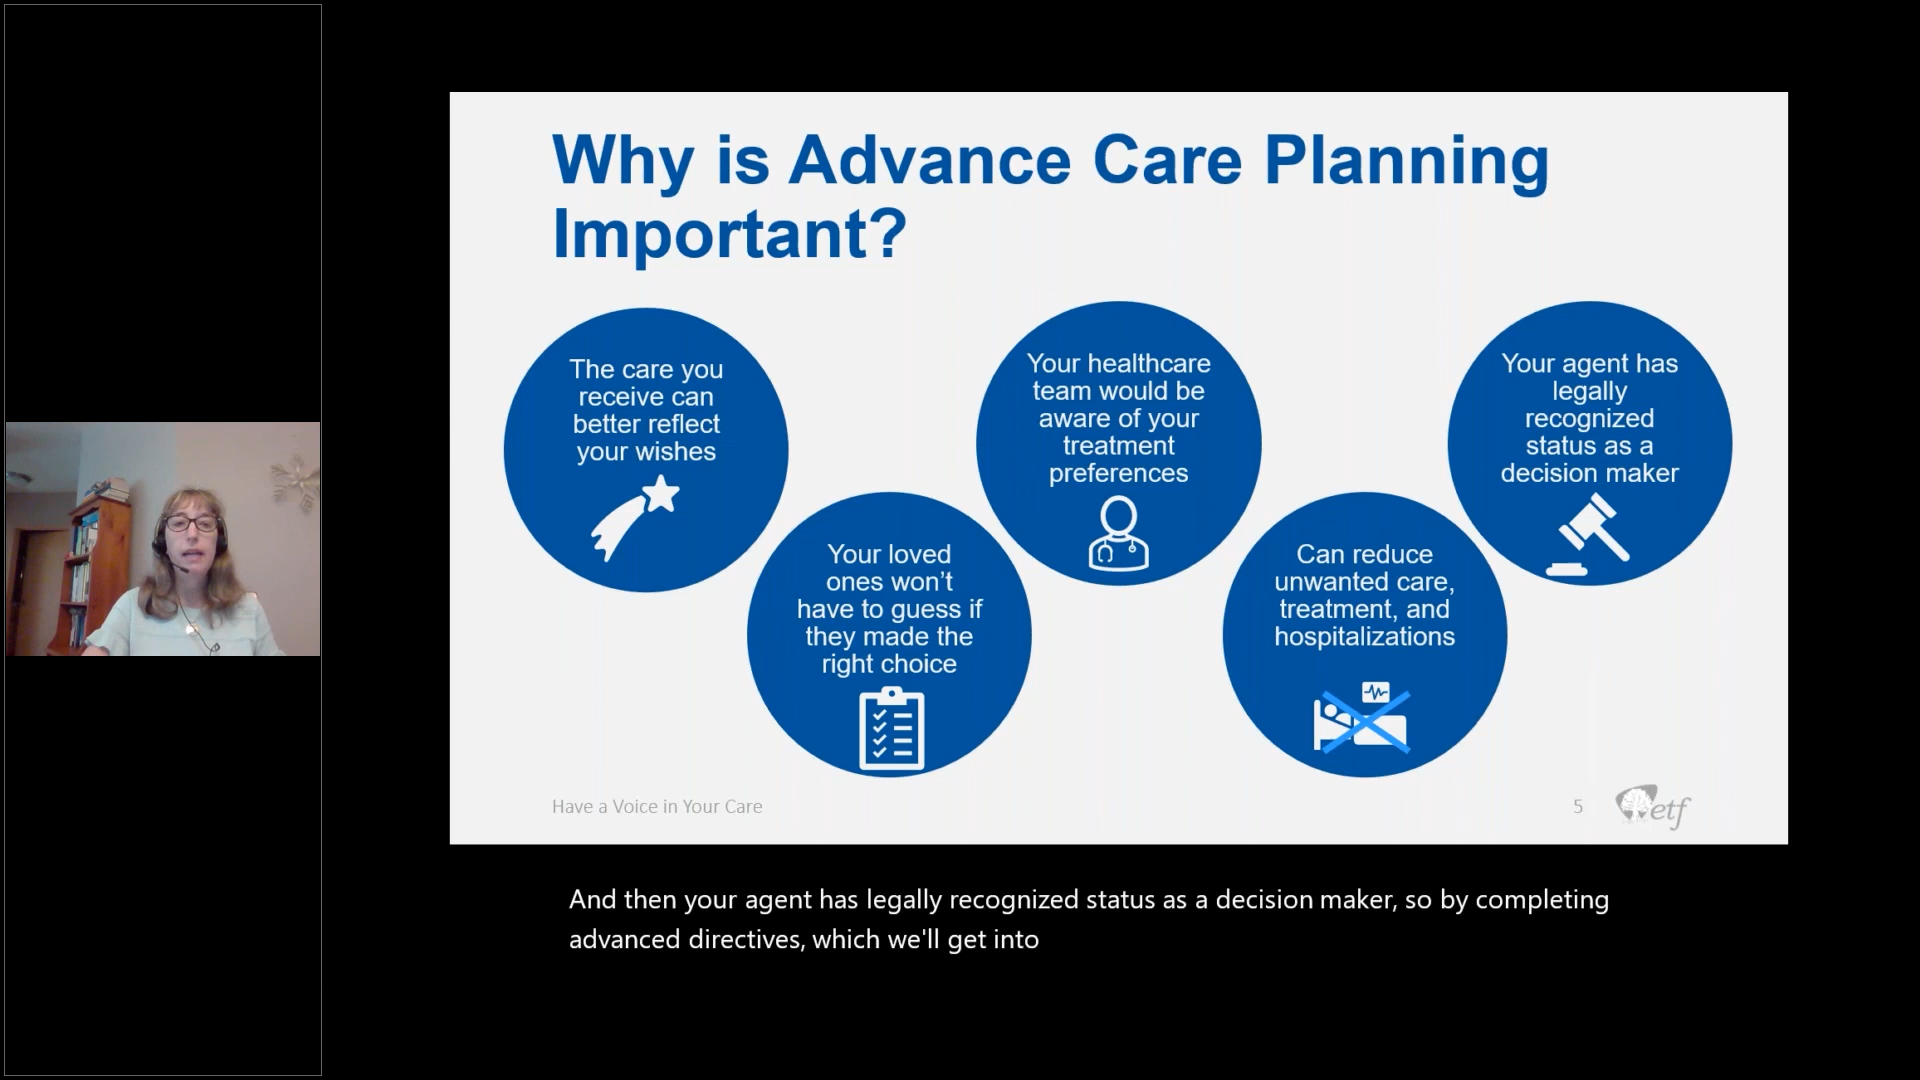 Why is Advance Care Planning
Important?
The care you
receive can
better reflect
your wishes
Your loved
ones won’t
have to guess if
they made the
right choice
Your healthcare
team would be
aware of your
treatment
preferences
Can reduce
unwanted care,
treatment, and
hospitalizations
Your agent has
legally
recognized
status as a
decision maker
Have a Voice in Your Care
5
etf
And then your agent has legally recognized status as a decision maker, so by completing
advanced directives, which we'll get into